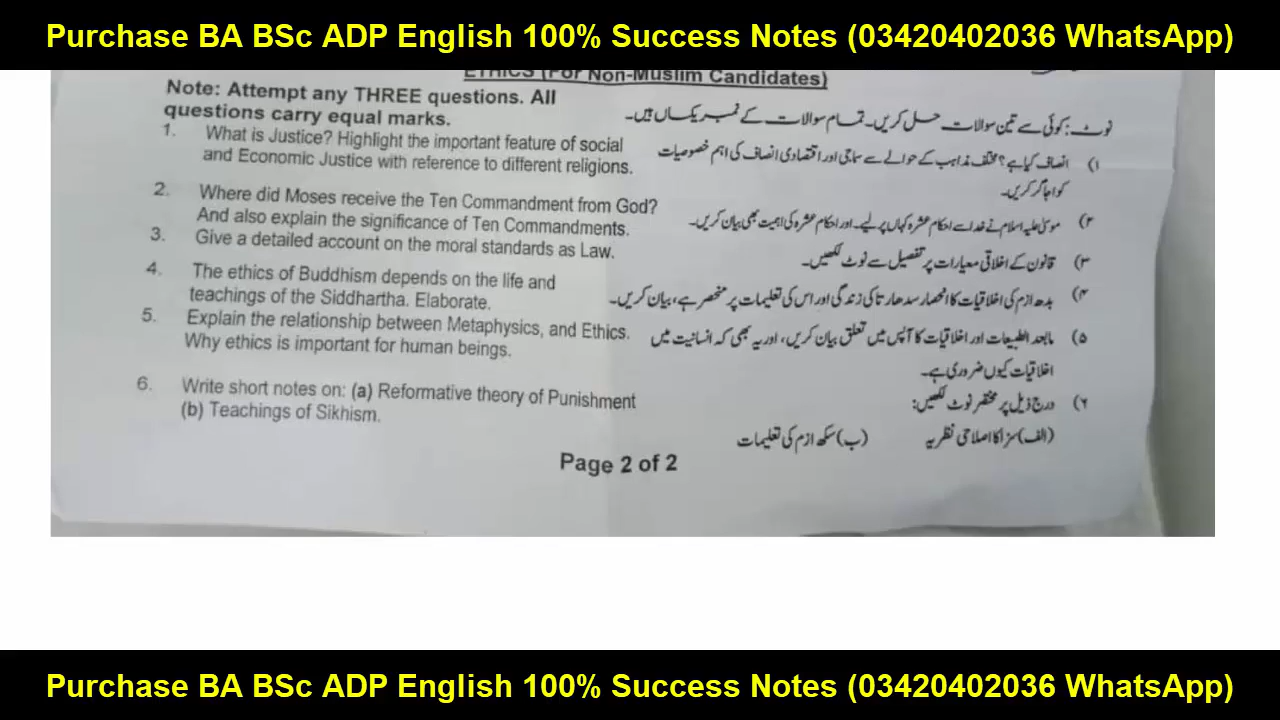 Purchase BA BSc ADP English 100% Success Notes (03420402036 WhatsApp)
ETHICS (For Non-Muslim Candidates)
Note: Attempt any THREE questions. All
questions carry equal marks.
نوٹ: کوئی سے تین سوالات حل کریں۔ تمام سوالات کے نمبر یکساں ہیں۔
1. What is Justice? Highlight the important feature of social
and Economic Justice with reference to different religions.
۱) انصاف کیا ہے؟ مختلف مذاہب کے حوالے سے سماجی اور اقتصادی انصاف کی اہم خصوصیات
کو اجاگر کریں۔
2. Where did Moses receive the Ten Commandment from God?
And also explain the significance of Ten Commandments.
۲) موسیٰ علیہ اسلام نے خدا سے احکام عشرہ کہاں پر لیے۔ اور احکام عشرہ کی اہمیت بھی بیان کریں۔
3. Give a detailed account on the moral standards as Law.
۳) قانون کے اخلاقی معیارات پر تفصیل سے نوٹ لکھیں۔
4. The ethics of Buddhism depends on the life and
teachings of the Siddhartha. Elaborate.
۴) بدھ ازم کی اخلاقیات کا انحصار سدھارتا کی زندگی اور اس کی تعلیمات پر منحصر ہے، بیان کریں۔
5. Explain the relationship between Metaphysics, and Ethics.
Why ethics is important for human beings.
۵) مابعد الطبیعات اور اخلاقیات کا آپس میں تعلق بیان کریں، اور یہ بھی کہ انسانیت میں
اخلاقیات کیوں ضروری ہے۔
6. Write short notes on: (a) Reformative theory of Punishment
(b) Teachings of Sikhism.
۶) درج ذیل پر مختصر نوٹ لکھیں:
(الف) سزا کا اصلاحی نظریہ (ب) سکھ ازم کی تعلیمات
Page 2 of 2
Purchase BA BSc ADP English 100% Success Notes (03420402036 WhatsApp)